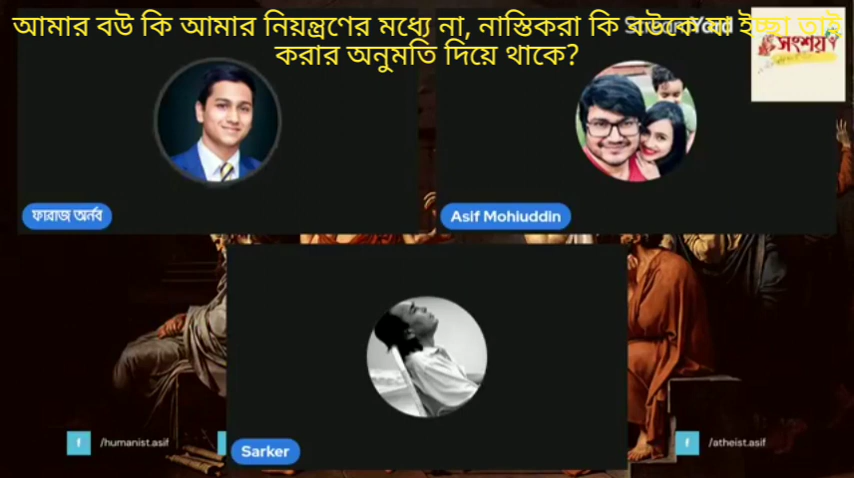 আমার বউ কি আমার নিয়ন্ত্রণের মধ্যে না, নাস্তিকরা কি বউকে যা ইচ্ছা তাই
করার অনুমতি দিয়ে থাকে?
সংশয়
ফারাজ অর্নব
Asif Mohiuddin
/humanist.asif
/atheist.asif
Sarker